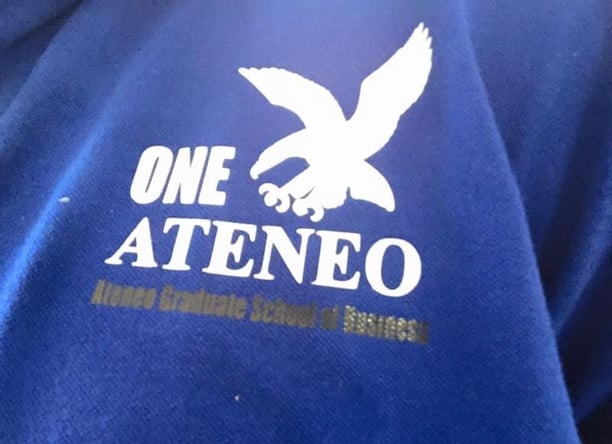 ONE
ATENEO
Ateneo Graduate School of Business